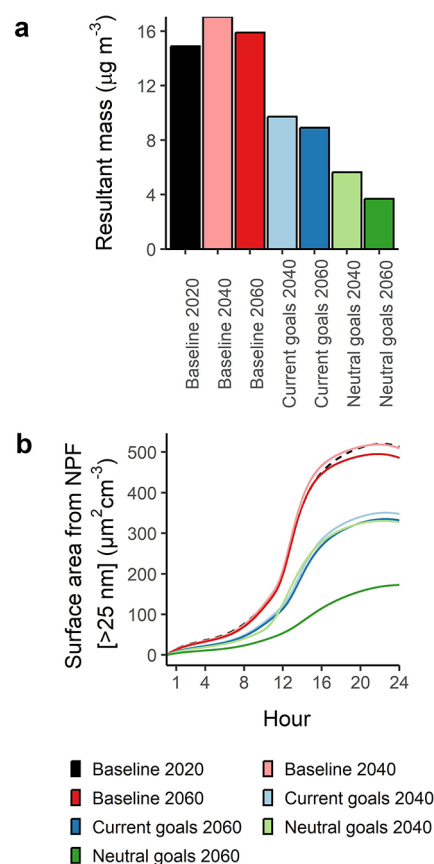 a
Resultant mass (μg m-3)
16
12
8
4
0
Baseline 2020
Baseline 2040
Baseline 2060
Current goals 2040
Current goals 2060
Neutral goals 2040
Neutral goals 2060
b
Surface area from NPF
[>25 nm] (μm²cm-3)
500
400
300
200
100
0
1 4 8 12 16 20 24
Hour
Baseline 2020 Baseline 2040
Baseline 2060 Current goals 2040
Current goals 2060 Neutral goals 2040
Neutral goals 2060